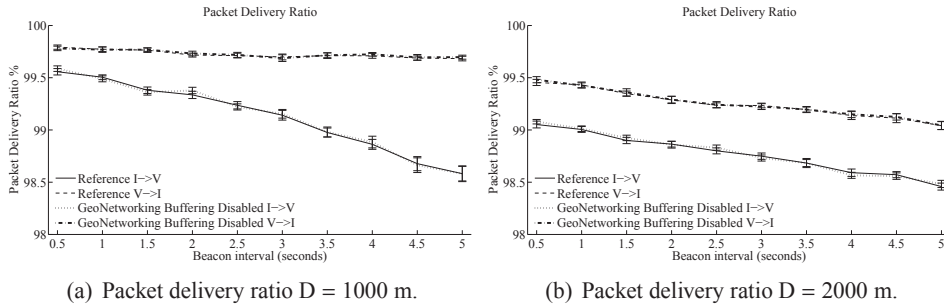 Packet Delivery Ratio
100
99.5
99
98.5
98
Packet Delivery Ratio %
Reference I−>V
Reference V−>I
GeoNetworking Buffering Disabled I−>V
GeoNetworking Buffering Disabled V−>I
0.5 1 1.5 2 2.5 3 3.5 4 4.5 5
Beacon interval (seconds)
(a) Packet delivery ratio D = 1000 m.
Packet Delivery Ratio
100
99.5
99
98.5
98
Packet Delivery Ratio %
Reference I−>V
Reference V−>I
GeoNetworking Buffering Disabled I−>V
GeoNetworking Buffering Disabled V−>I
0.5 1 1.5 2 2.5 3 3.5 4 4.5 5
Beacon interval (seconds)
(b) Packet delivery ratio D = 2000 m.